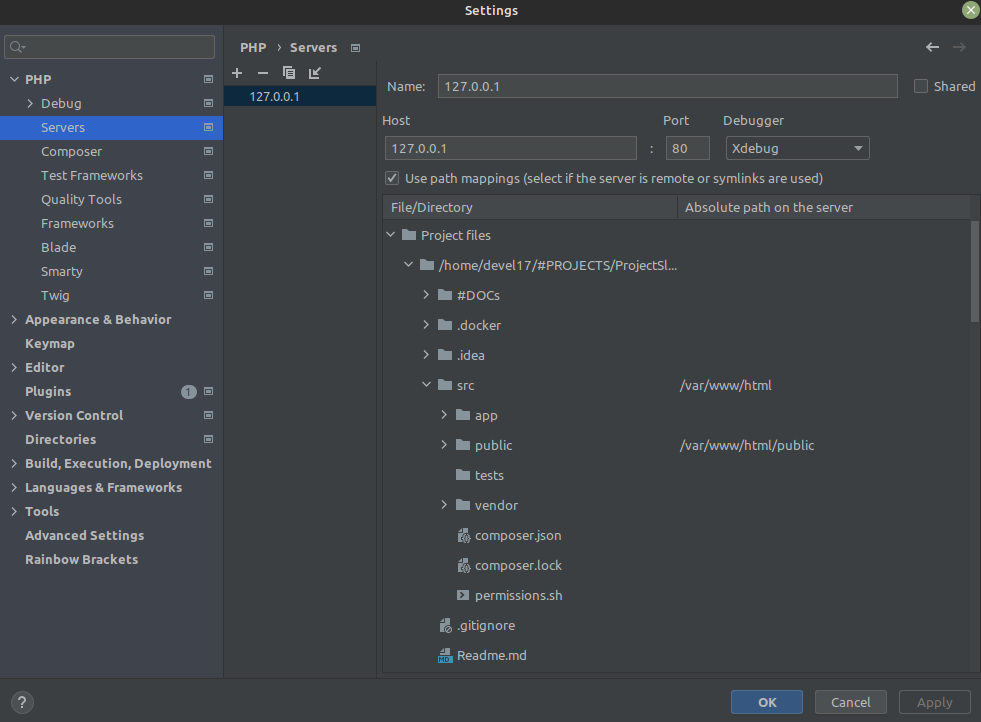 Settings
PHP › Servers
PHP
Debug
Servers
Composer
Test Frameworks
Quality Tools
Frameworks
Blade
Smarty
Twig
Appearance & Behavior
Keymap
Editor
Plugins 1
Version Control
Directories
Build, Execution, Deployment
Languages & Frameworks
Tools
Advanced Settings
Rainbow Brackets
127.0.0.1
Name: 127.0.0.1 Shared
Host Port Debugger
127.0.0.1 : 80 Xdebug
Use path mappings (select if the server is remote or symlinks are used)
File/Directory Absolute path on the server
Project files
/home/devel17/#PROJECTS/ProjectSl...
#DOCs
.docker
.idea
src /var/www/html
app
public /var/www/html/public
tests
vendor
composer.json
composer.lock
permissions.sh
.gitignore
MD Readme.md
? OK Cancel Apply